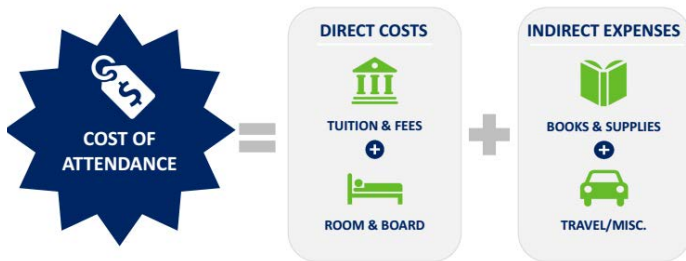 COST OF
ATTENDANCE
DIRECT COSTS
TUITION & FEES
ROOM & BOARD
INDIRECT EXPENSES
BOOKS & SUPPLIES
TRAVEL/MISC.